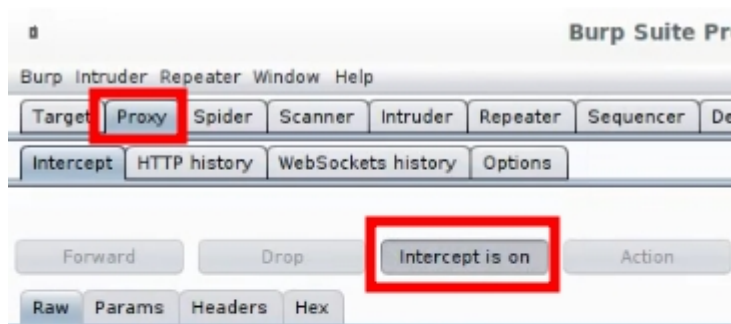 Burp Suite Pr
Burp Intruder Repeater Window Help
Target Proxy Spider Scanner Intruder Repeater Sequencer De
Intercept HTTP history WebSockets history Options
Forward Drop Intercept is on Action
Raw Params Headers Hex